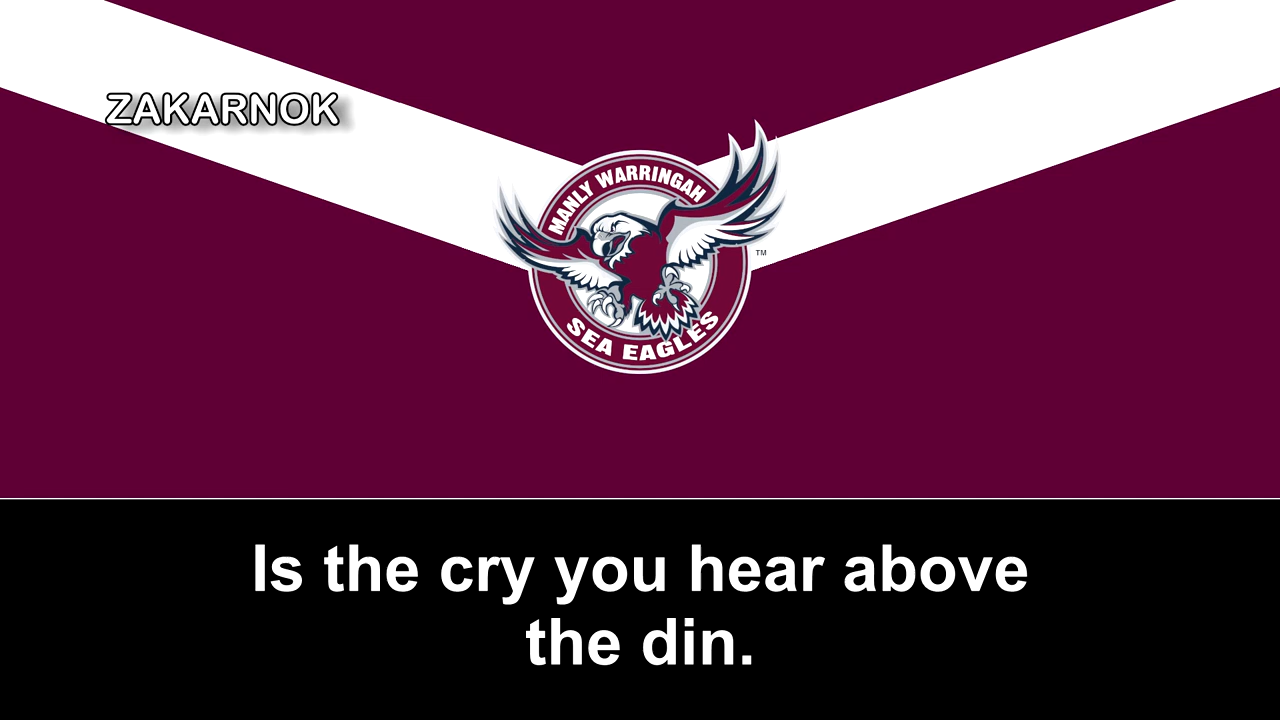 ZAKARNOK
MANLY WARRINGAH
TM
SEA EAGLES
Is the cry you hear above
the din.